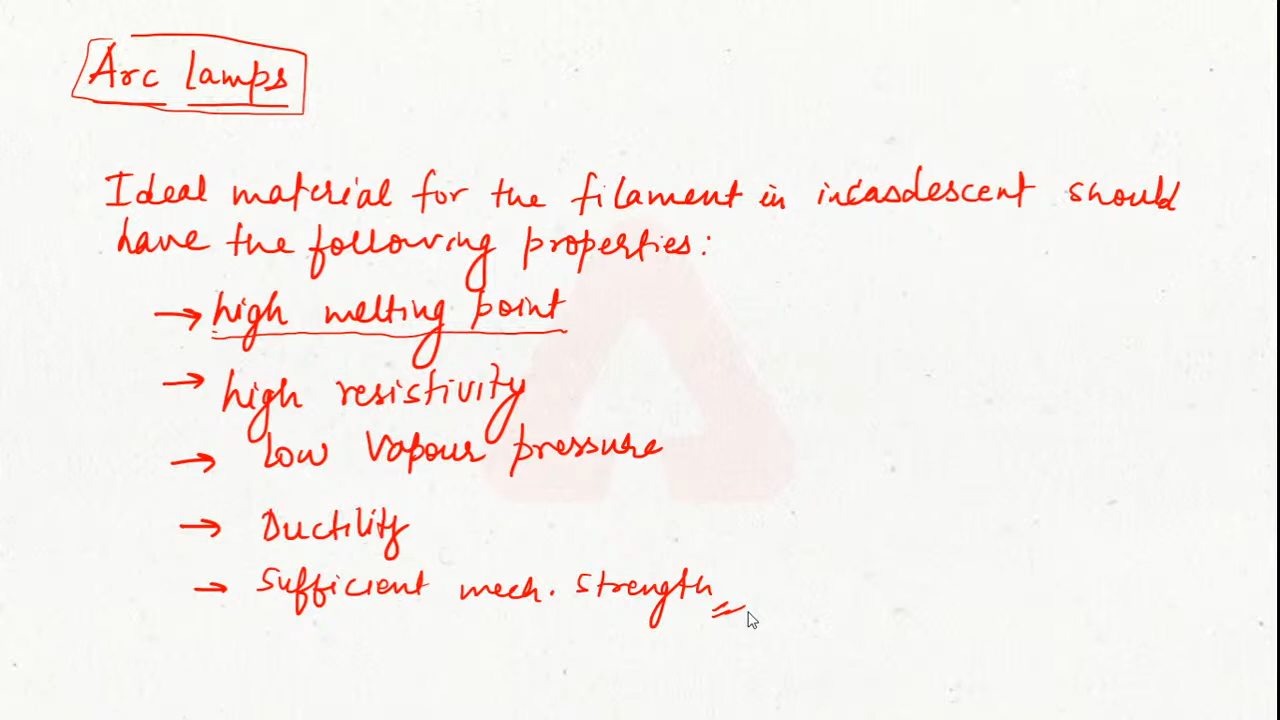 Arc lamps
Ideal material for the filament in incasdescent should
have the following properties:
→ high melting point
→ high resistivity
→ low vapour pressure
→ Ductility
→ sufficient mech. strength